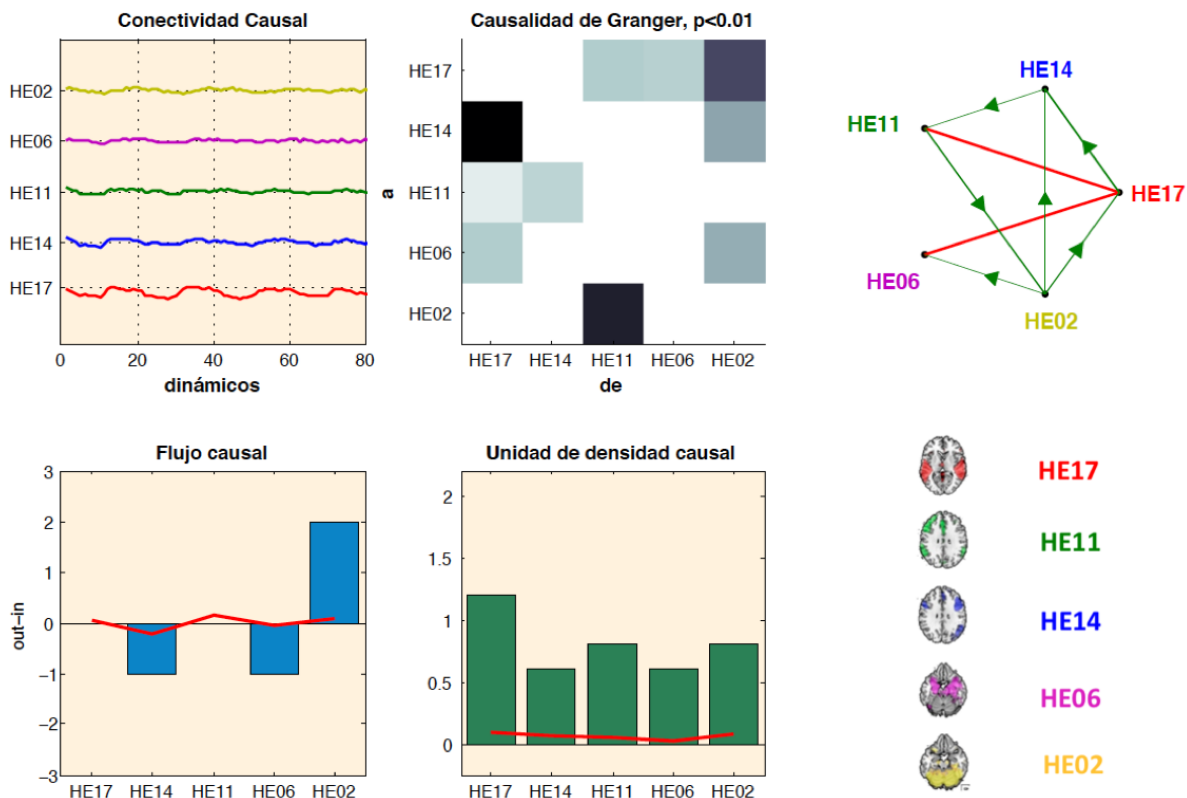 Conectividad Causal
HE02
HE06
HE11
HE14
HE17
0 20 40 60 80
dinámicos
Causalidad de Granger, p<0.01
HE17
HE14
HE11
HE06
HE02
a
HE17 HE14 HE11 HE06 HE02
de
HE14
HE11
HE17
HE06
HE02
Flujo causal
3
2
1
0
−1
−2
−3
out−in
HE17 HE14 HE11 HE06 HE02
Unidad de densidad causal
2
1.5
1
0.5
0
HE17 HE14 HE11 HE06 HE02
HE17
HE11
HE14
HE06
HE02